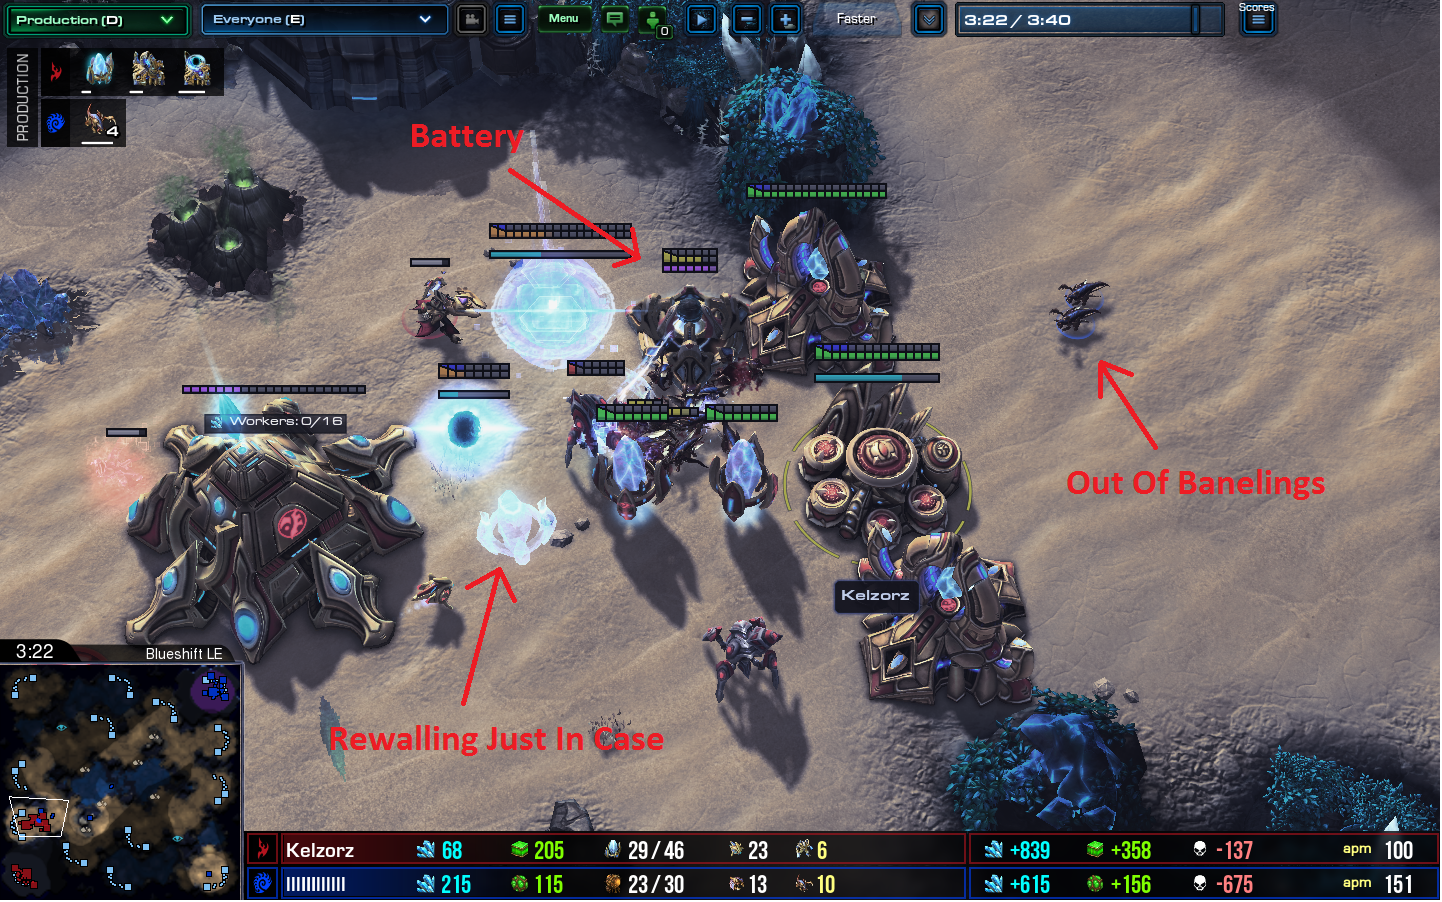 Production (D)
Everyone (E)
Menu
0
Faster
3:22 / 3:40
Scores
PRODUCTION
4
Battery
Workers: 0/16
Out Of Banelings
Kelzorz
Rewalling Just In Case
3:22
Blueshift LE
Kelzorz 68 205 29 / 46 23 6 +839 +358 -137 apm 100
IIIIIIIIIIII 215 115 23 / 30 13 10 +615 +156 -675 apm 151